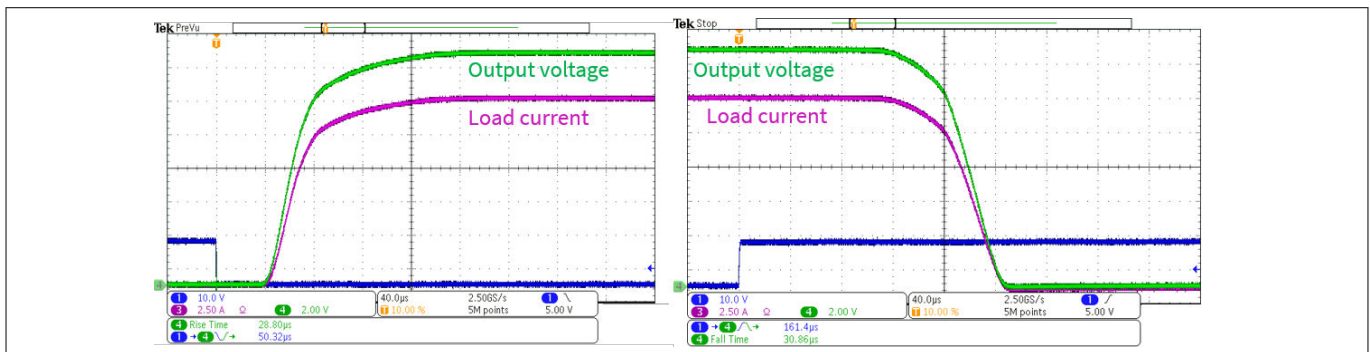 Tek PreVu
T
T
Output voltage
Load current
4
1 10.0 V
3 2.50 A Ω 4 2.00 V
40.0µs 2.50GS/s 1 \
T 10.00 % 5M points 5.00 V
4 Rise Time 28.80µs
1 → 4 50.32µs
Tek Stop
T
T
Output voltage
Load current
4
1 10.0 V
3 2.50 A Ω 4 2.00 V
40.0µs 2.50GS/s 1 /
T 10.00 % 5M points 5.00 V
1 → 4 161.4µs
4 Fall Time 30.86µs